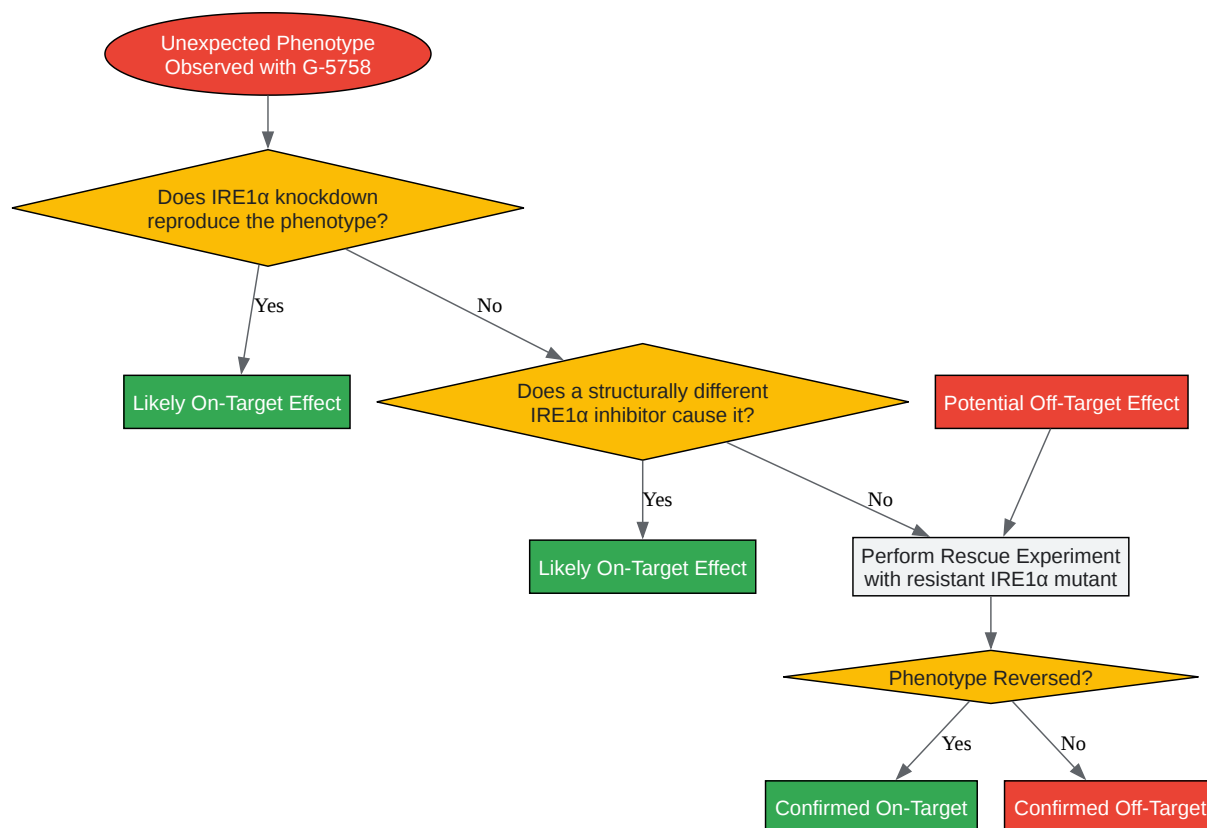 Unexpected Phenotype
Observed with G-5758
Does IRE1α knockdown
reproduce the phenotype?
Yes
No
Likely On-Target Effect
Does a structurally different
IRE1α inhibitor cause it?
Potential Off-Target Effect
Yes
No
Likely On-Target Effect
Perform Rescue Experiment
with resistant IRE1α mutant
Phenotype Reversed?
Yes
No
Confirmed On-Target
Confirmed Off-Target